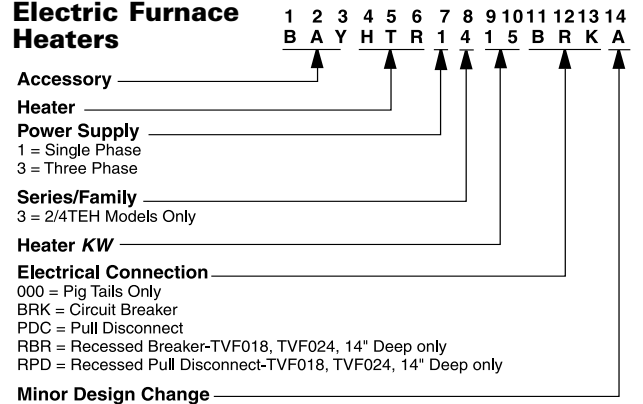 Electric Furnace 1 2 3 4 5 6 7 8 9 10 11 12 13 14
Heaters B A Y H T R 1 4 1 5 B R K A
Accessory
Heater
Power Supply
1 = Single Phase
3 = Three Phase
Series/Family
3 = 2/4TEH Models Only
Heater KW
Electrical Connection
000 = Pig Tails Only
BRK = Circuit Breaker
PDC = Pull Disconnect
RBR = Recessed Breaker-TVF018, TVF024, 14" Deep only
RPD = Recessed Pull Disconnect-TVF018, TVF024, 14" Deep only
Minor Design Change